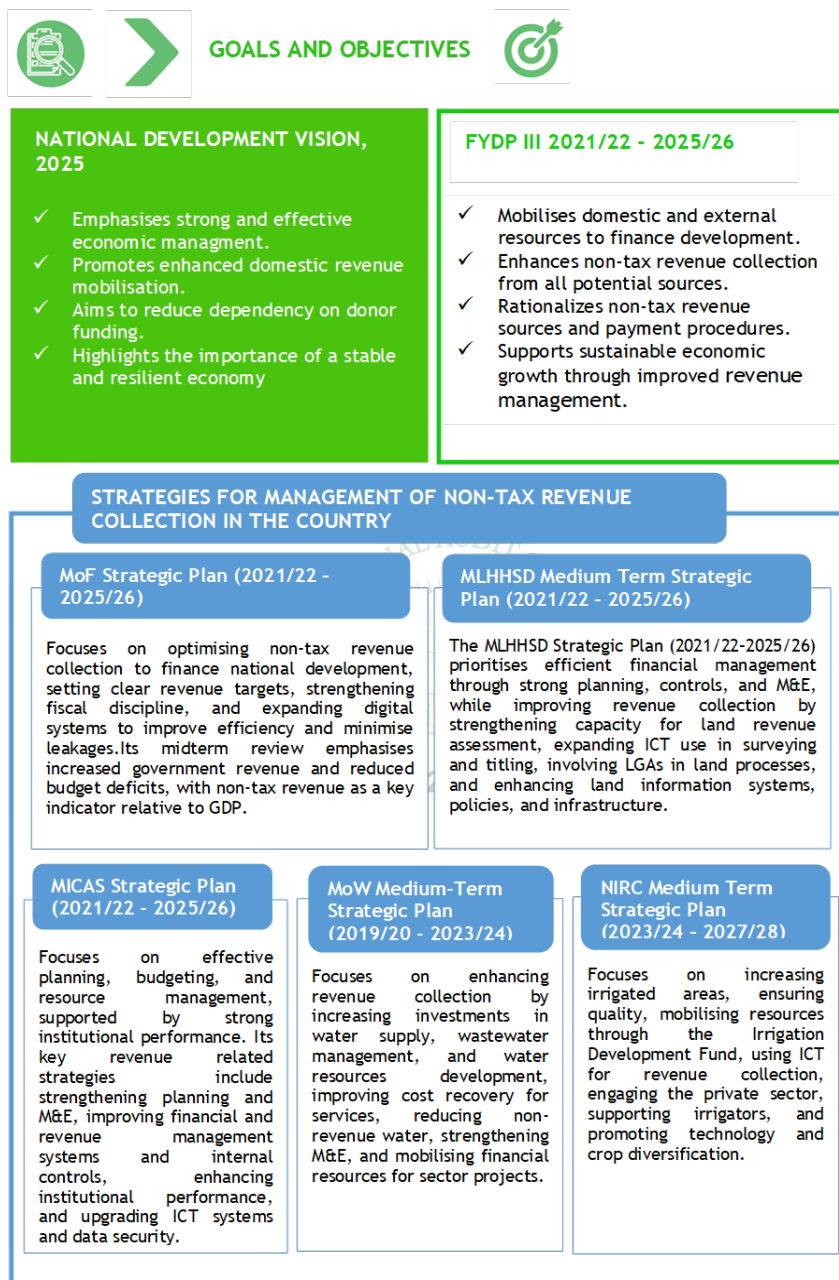 GOALS AND OBJECTIVES
NATIONAL DEVELOPMENT VISION,
2025
✓ Emphasises strong and effective
economic managment.
✓ Promotes enhanced domestic revenue
mobilisation.
✓ Aims to reduce dependency on donor
funding.
✓ Highlights the importance of a stable
and resilient economy
FYDP III 2021/22 - 2025/26
✓ Mobilises domestic and external
resources to finance development.
✓ Enhances non-tax revenue collection
from all potential sources.
✓ Rationalizes non-tax revenue
sources and payment procedures.
✓ Supports sustainable economic
growth through improved revenue
management.
STRATEGIES FOR MANAGEMENT OF NON-TAX REVENUE
COLLECTION IN THE COUNTRY
MoF Strategic Plan (2021/22 –
2025/26)
Focuses on optimising non-tax revenue
collection to finance national development,
setting clear revenue targets, strengthening
fiscal discipline, and expanding digital
systems to improve efficiency and minimise
leakages.Its midterm review emphasises
increased government revenue and reduced
budget deficits, with non-tax revenue as a key
indicator relative to GDP.
MLHHSD Medium Term Strategic
Plan (2021/22 – 2025/26)
The MLHHSD Strategic Plan (2021/22–2025/26)
prioritises efficient financial management
through strong planning, controls, and M&E,
while improving revenue collection by
strengthening capacity for land revenue
assessment, expanding ICT use in surveying
and titling, involving LGAs in land processes,
and enhancing land information systems,
policies, and infrastructure.
MICAS Strategic Plan
(2021/22 - 2025/26)
Focuses on effective
planning, budgeting, and
resource management,
supported by strong
institutional performance. Its
key revenue related
strategies include
strengthening planning and
M&E, improving financial and
revenue management
systems and internal
controls, enhancing
institutional performance,
and upgrading ICT systems
and data security.
MoW Medium-Term
Strategic Plan
(2019/20 - 2023/24)
Focuses on enhancing
revenue collection by
increasing investments in
water supply, wastewater
management, and water
resources development,
improving cost recovery for
services, reducing non-
revenue water, strengthening
M&E, and mobilising financial
resources for sector projects.
NIRC Medium Term
Strategic Plan
(2023/24 – 2027/28)
Focuses on increasing
irrigated areas, ensuring
quality, mobilising resources
through the Irrigation
Development Fund, using ICT
for revenue collection,
engaging the private sector,
supporting irrigators, and
promoting technology and
crop diversification.